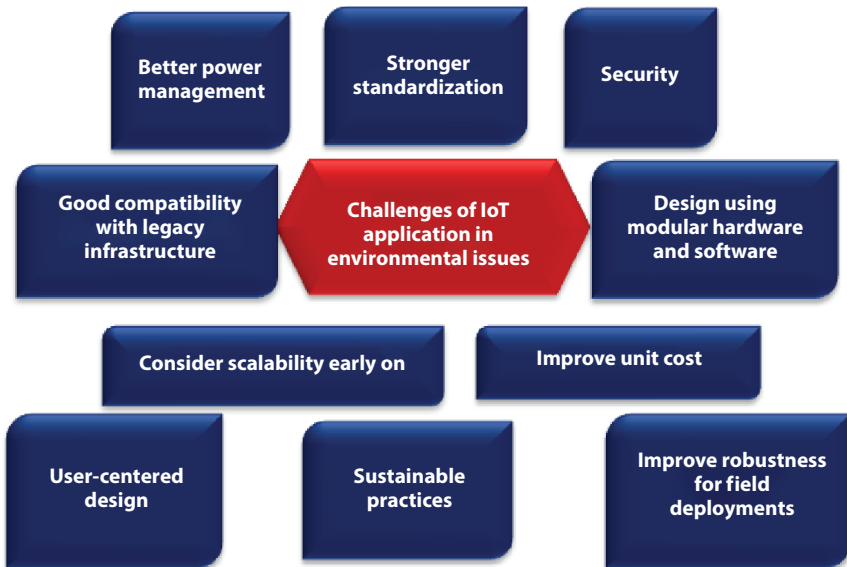 Better power
management
Stronger
standardization
Security
Good compatibility
with legacy
infrastructure
Challenges of IoT
application in
environmental issues
Design using
modular hardware
and software
Consider scalability early on
Improve unit cost
User-centered
design
Sustainable
practices
Improve robustness
for field
deployments